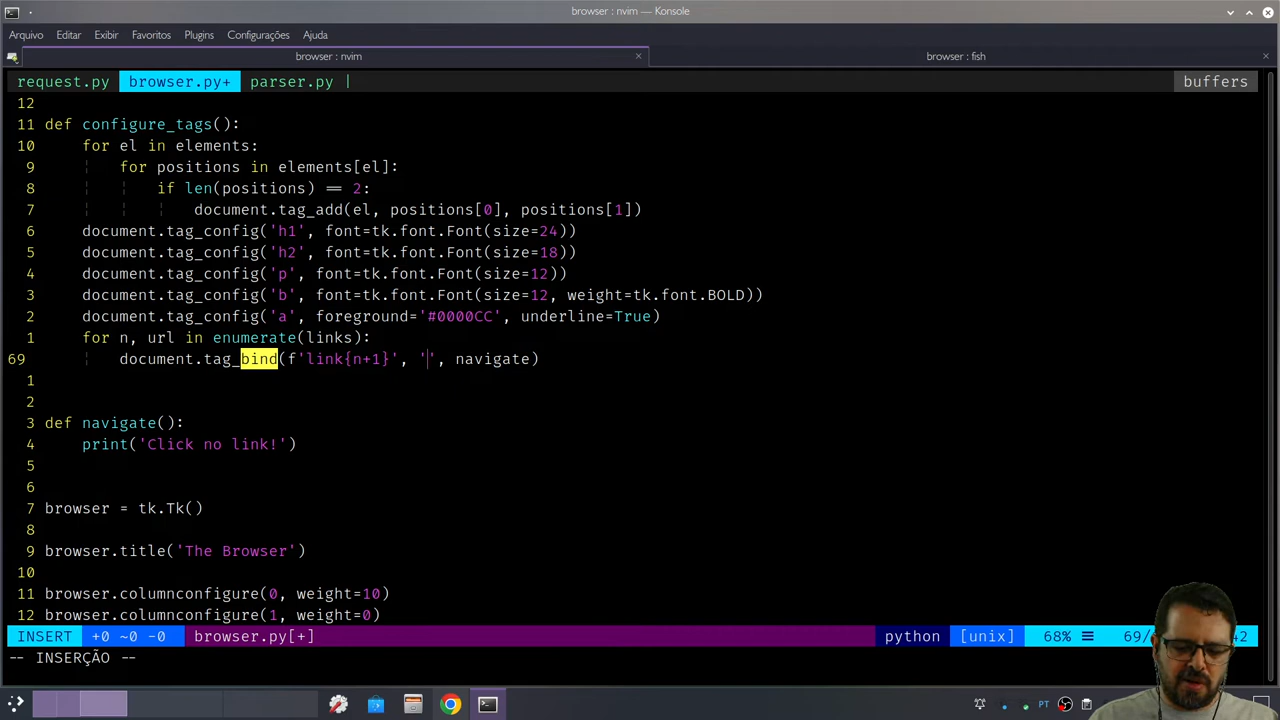 browser : nvim — Konsole
Arquivo Editar Exibir Favoritos Plugins Configurações Ajuda
browser : nvim
browser : fish
request.py browser.py+ parser.py | buffers
12
11 def configure_tags():
10 for el in elements:
9 for positions in elements[el]:
8 if len(positions) == 2:
7 document.tag_add(el, positions[0], positions[1])
6 document.tag_config('h1', font=tk.font.Font(size=24))
5 document.tag_config('h2', font=tk.font.Font(size=18))
4 document.tag_config('p', font=tk.font.Font(size=12))
3 document.tag_config('b', font=tk.font.Font(size=12, weight=tk.font.BOLD))
2 document.tag_config('a', foreground='#0000CC', underline=True)
1 for n, url in enumerate(links):
69 document.tag_bind(f'link{n+1}', '', navigate)
1
2
3 def navigate():
4 print('Click no link!')
5
6
7 browser = tk.Tk()
8
9 browser.title('The Browser')
10
11 browser.columnconfigure(0, weight=10)
12 browser.columnconfigure(1, weight=0)
INSERT +0 ~0 -0 browser.py[+] python [unix] 68% 69/ 42
-- INSERÇÃO --
PT